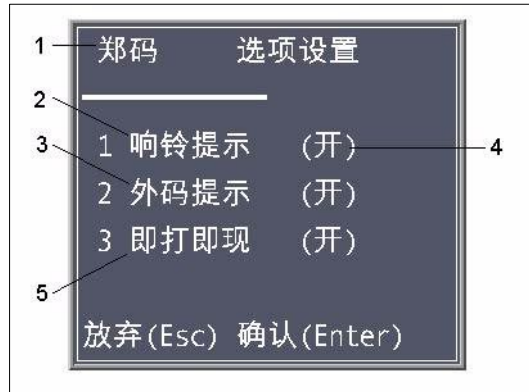 1 郑码 选项设置
2
1 响铃提示 (开) 4
3
2 外码提示 (开)
3 即打即现 (开)
5
放弃(Esc) 确认(Enter)